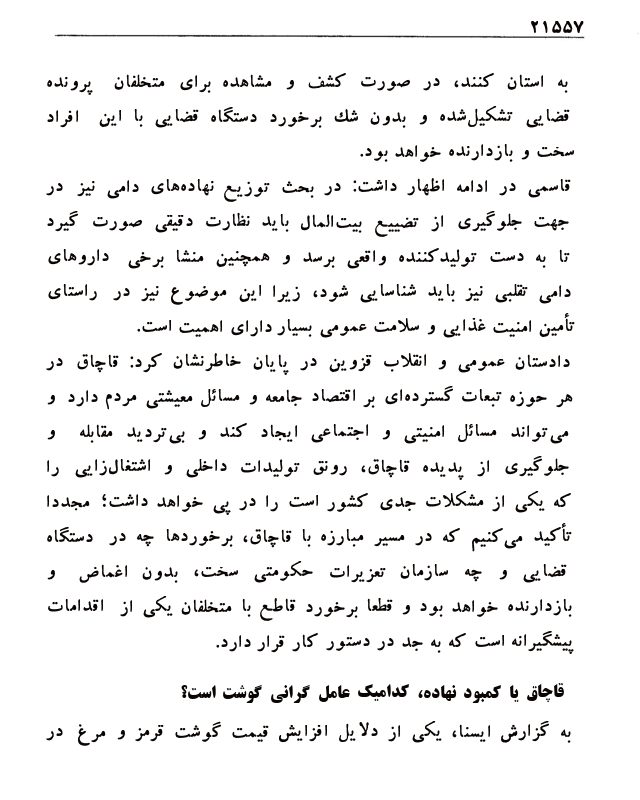 ۲۱۵۵۷
به استان کنند، در صورت کشف و مشاهده برای متخلفان پرونده
قضایی تشکیل‌شده و بدون شك برخورد دستگاه قضایی با این افراد
سخت و بازدارنده خواهد بود.
قاسمی در ادامه اظهار داشت: در بحث توزیع نهاده‌های دامی نیز در
جهت جلوگیری از تضییع بیت‌المال باید نظارت دقیقی صورت گیرد
تا به دست تولیدکننده واقعی برسد و همچنین منشا برخی داروهای
دامی تقلبی نیز باید شناسایی شود، زیرا این موضوع نیز در راستای
تأمین امنیت غذایی و سلامت عمومی بسیار دارای اهمیت است.
دادستان عمومی و انقلاب قزوین در پایان خاطرنشان کرد: قاچاق در
هر حوزه تبعات گسترده‌ای بر اقتصاد جامعه و مسائل معیشتی مردم دارد و
می‌تواند مسائل امنیتی و اجتماعی ایجاد کند و بی‌تردید مقابله و
جلوگیری از پدیده قاچاق، رونق تولیدات داخلی و اشتغال‌زایی را
که یکی از مشکلات جدی کشور است را در پی خواهد داشت؛ مجددا
تأکید می‌کنیم که در مسیر مبارزه با قاچاق، برخوردها چه در دستگاه
قضایی و چه سازمان تعزیرات حکومتی سخت، بدون اغماض و
بازدارنده خواهد بود و قطعا برخورد قاطع با متخلفان یکی از اقدامات
پیشگیرانه است که به جد در دستور کار قرار دارد.
قاچاق یا کمبود نهاده، کدامیک عامل گرانی گوشت است؟
به گزارش ایسنا، یکی از دلایل افزایش قیمت گوشت قرمز و مرغ در